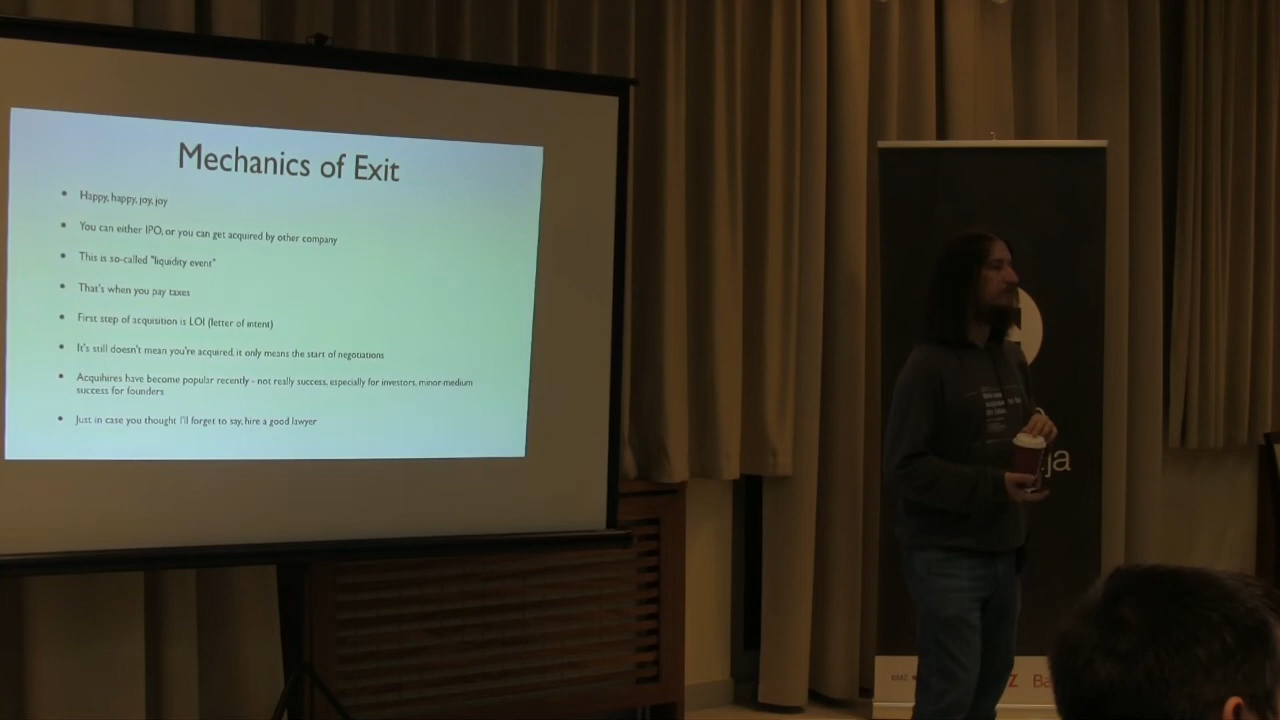 Mechanics of Exit
• Happy, happy, joy, joy
• You can either IPO, or you can get acquired by other company
• This is so-called "liquidity event"
• That's when you pay taxes
• First step of acquisition is LOI (letter of intent)
• It's still doesn't mean you're acquired, it only means the start of negotiations
• Acquihires have become popular recently - not really success, especially for investors, minor-medium
success for founders
• Just in case you thought I'll forget to say, hire a good lawyer
ja
BMZ
Z Ba